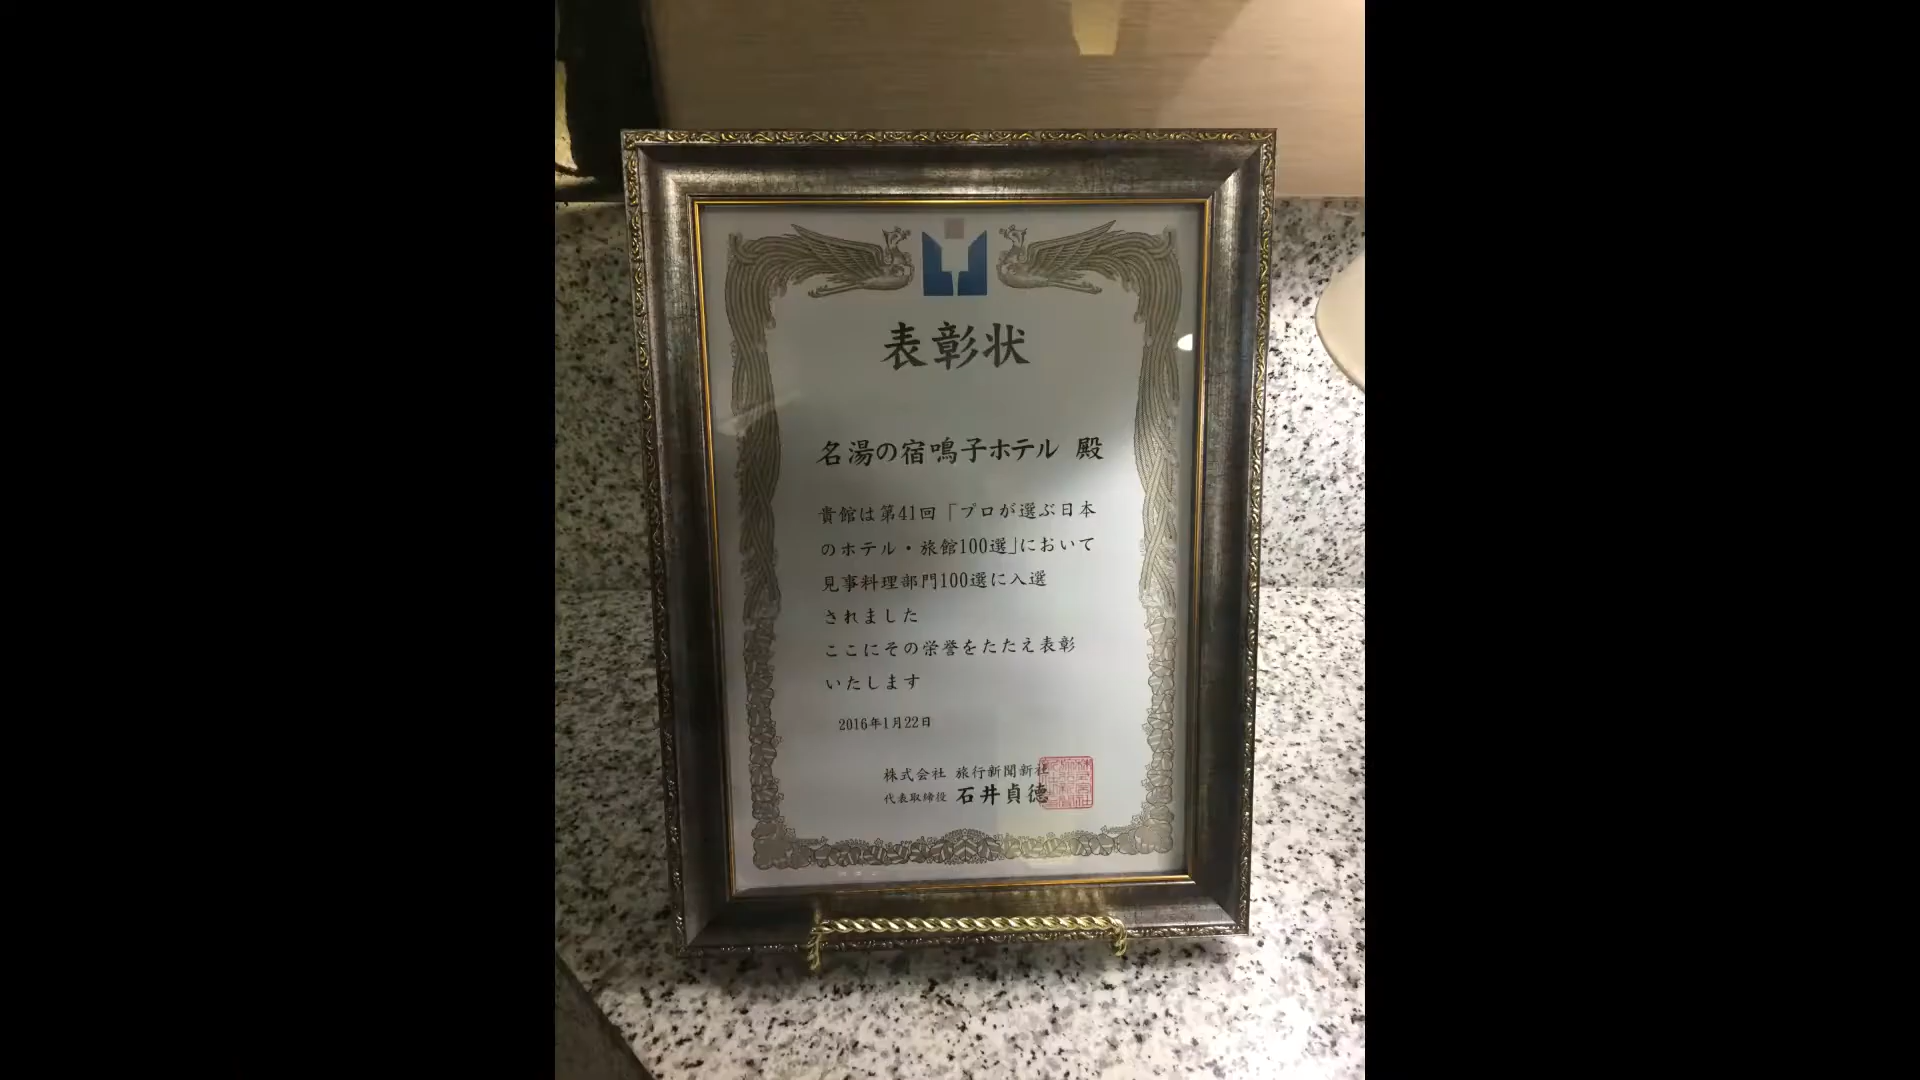 表彰状
名湯の宿鳴子ホテル 殿
貴館は第41回「プロが選ぶ日本
のホテル・旅館100選」において
見事料理部門100選に入選
されました
ここにその栄誉をたたえ表彰
いたします
2016年1月22日
株式会社 旅行新聞新社
代表取締役 石井貞徳